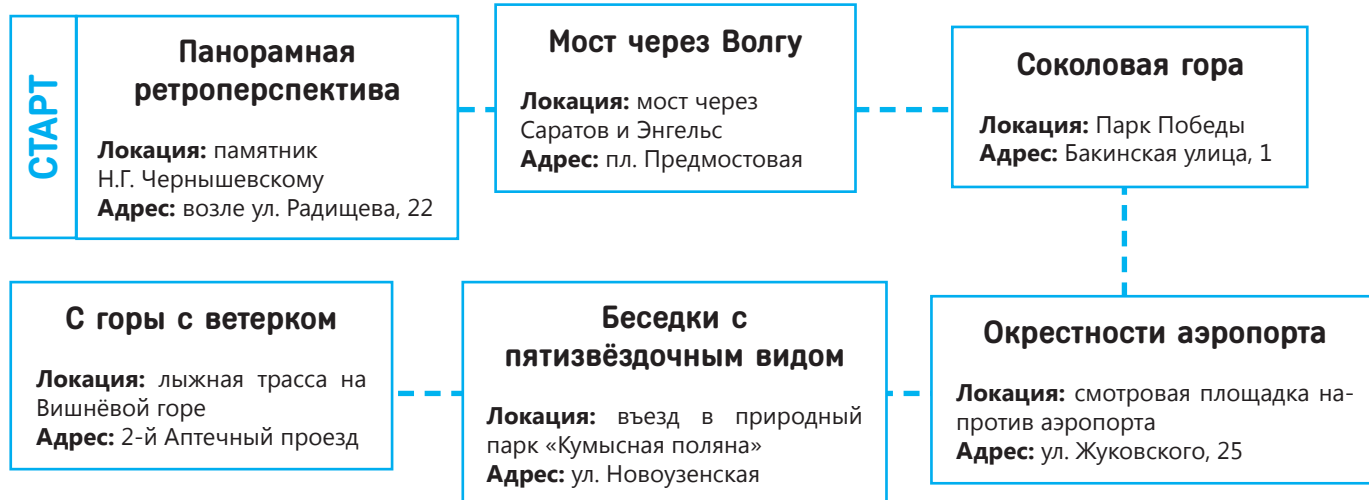 СТАРТ
Панорамная
ретроперспектива
Локация: памятник
Н.Г. Чернышевскому
Адрес: возле ул. Радищева, 22
Мост через Волгу
Локация: мост через
Саратов и Энгельс
Адрес: пл. Предмостовая
Соколовая гора
Локация: Парк Победы
Адрес: Бакинская улица, 1
Окрестности аэропорта
Локация: смотровая площадка на-
против аэропорта
Адрес: ул. Жуковского, 25
Беседки с
пятизвёздочным видом
Локация: въезд в природный
парк «Кумысная поляна»
Адрес: ул. Новоузенская
С горы с ветерком
Локация: лыжная трасса на
Вишнёвой горе
Адрес: 2-й Аптечный проезд